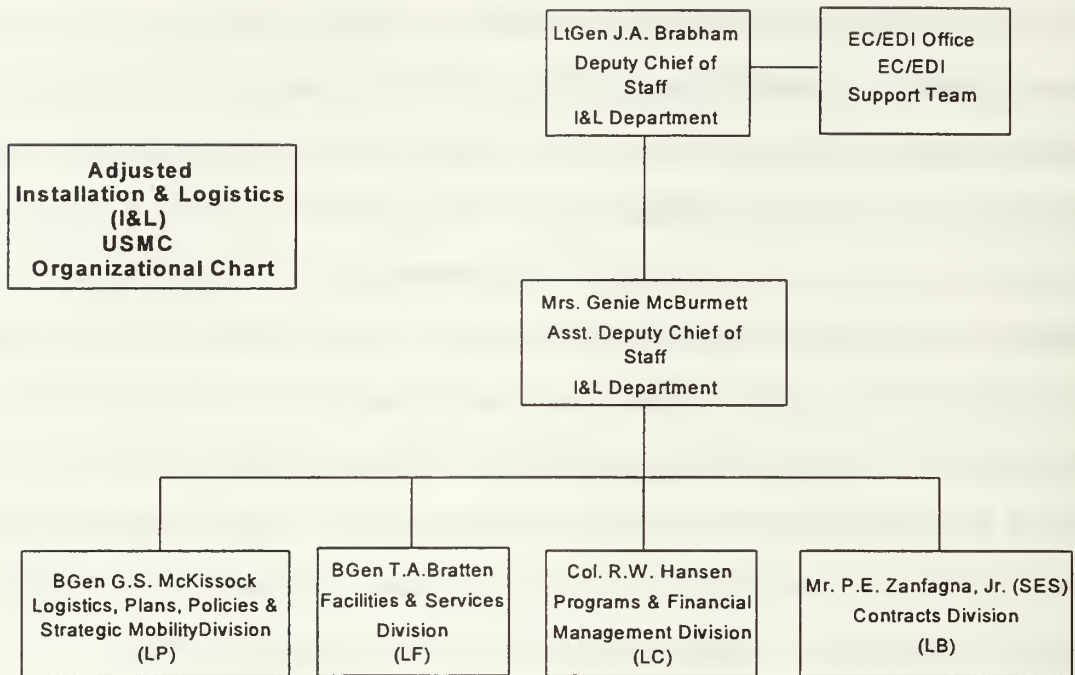 LtGen J.A. Brabham
Deputy Chief of
Staff
I&L Department
EC/EDI Office
EC/EDI
Support Team
Adjusted
Installation & Logistics
(I&L)
USMC
Organizational Chart
Mrs. Genie McBurmett
Asst. Deputy Chief of
Staff
I&L Department
BGen G.S. McKissock
Logistics, Plans, Policies &
Strategic MobilityDivision
(LP)
BGen T.A.Bratten
Facilities & Services
Division
(LF)
Col. R.W. Hansen
Programs & Financial
Management Division
(LC)
Mr. P.E. Zanfagna, Jr. (SES)
Contracts Division
(LB)